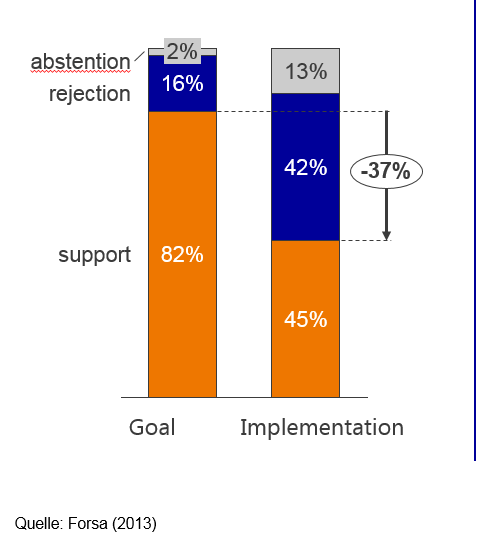 abstention
2%
13%
rejection
16%
42%
-37%
support
82%
45%
Goal
Implementation
Quelle: Forsa (2013)